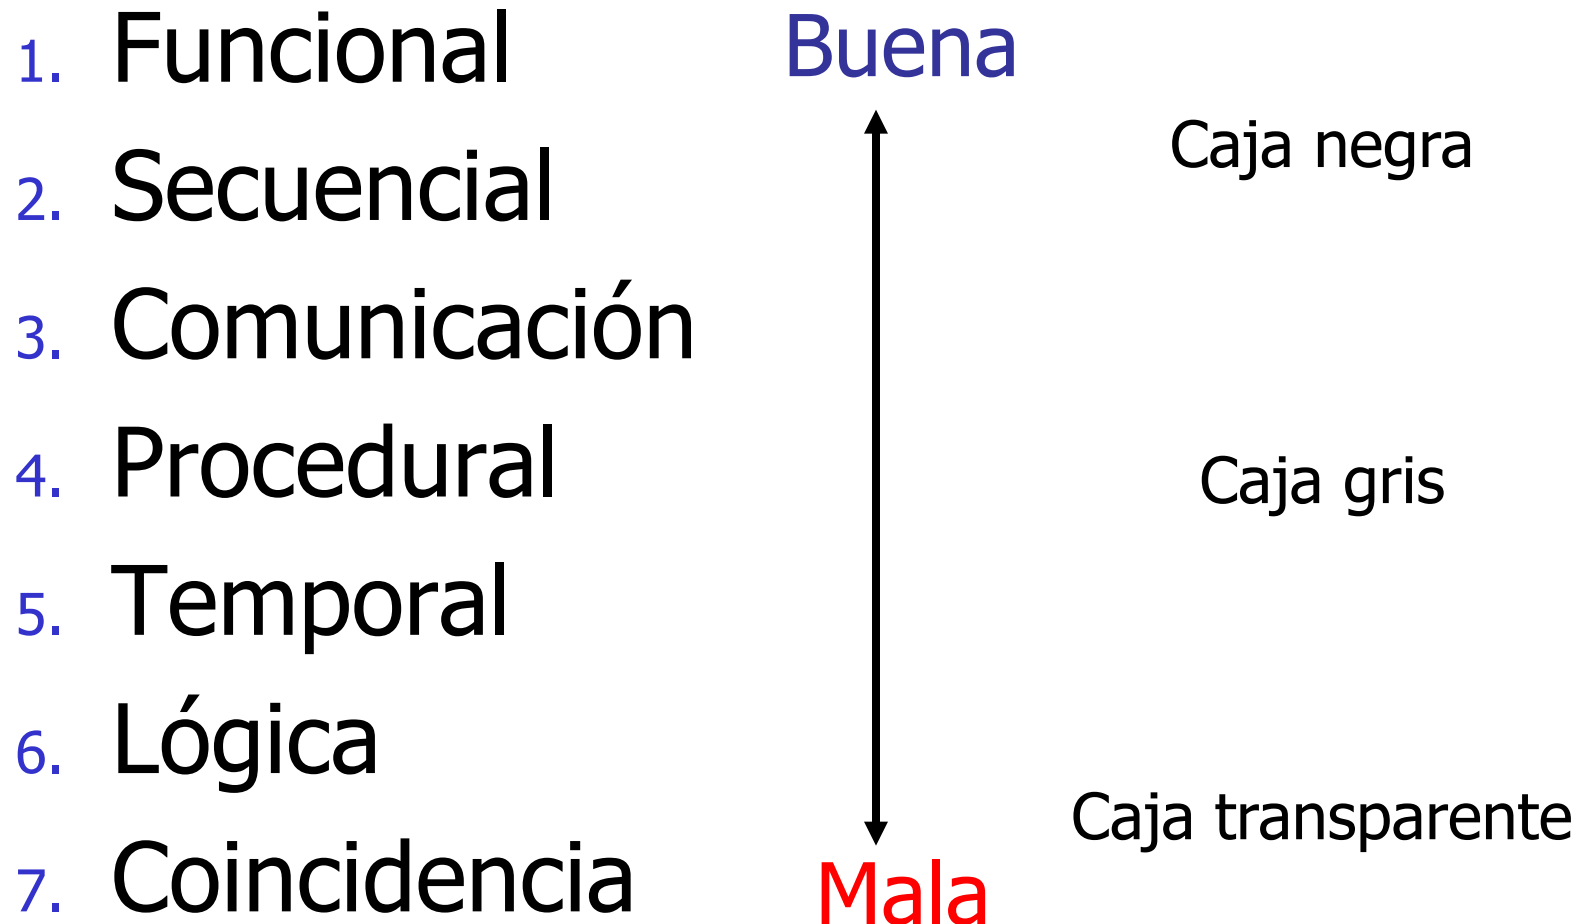 1. Funcional
2. Secuencial
3. Comunicación
4. Procedural
5. Temporal
6. Lógica
7. Coincidencia
Buena
Mala
Caja negra
Caja gris
Caja transparente